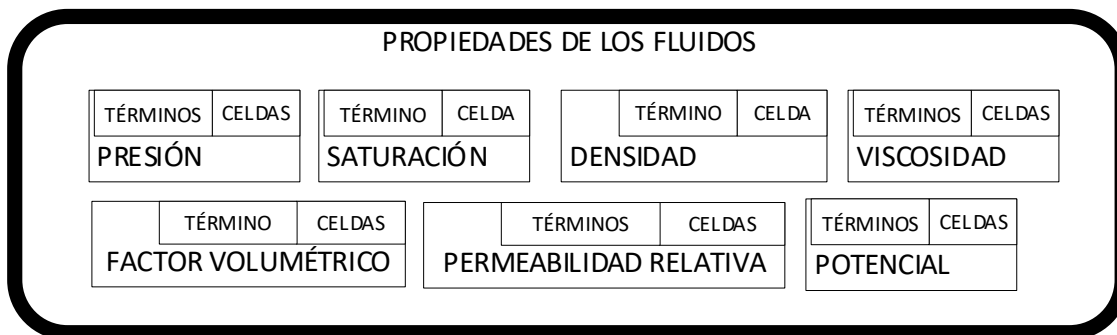 PROPIEDADES DE LOS FLUIDOS
TÉRMINOS CELDAS
PRESIÓN
TÉRMINO CELDA
SATURACIÓN
TÉRMINO CELDA
DENSIDAD
TÉRMINOS CELDAS
VISCOSIDAD
TÉRMINO CELDAS
FACTOR VOLUMÉTRICO
TÉRMINOS CELDAS
PERMEABILIDAD RELATIVA
TÉRMINOS CELDAS
POTENCIAL